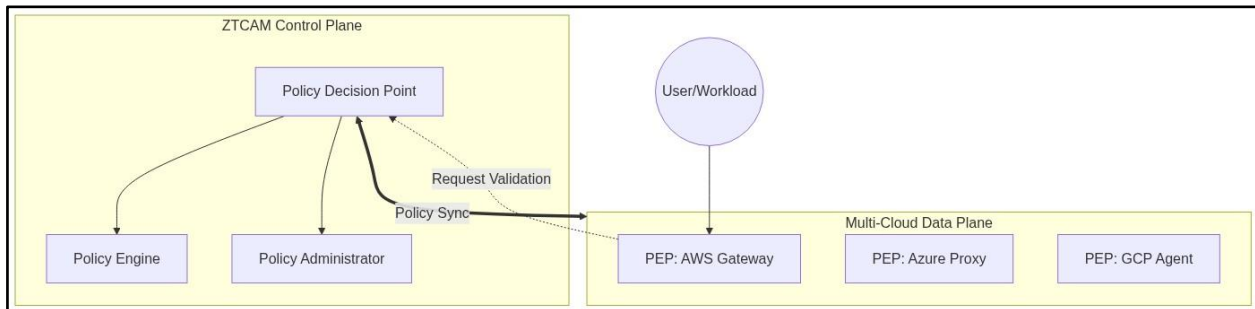 ZTCAM Control Plane
Policy Decision Point
User/Workload
Request Validation
Policy Sync
Multi-Cloud Data Plane
Policy Engine
Policy Administrator
PEP: AWS Gateway
PEP: Azure Proxy
PEP: GCP Agent